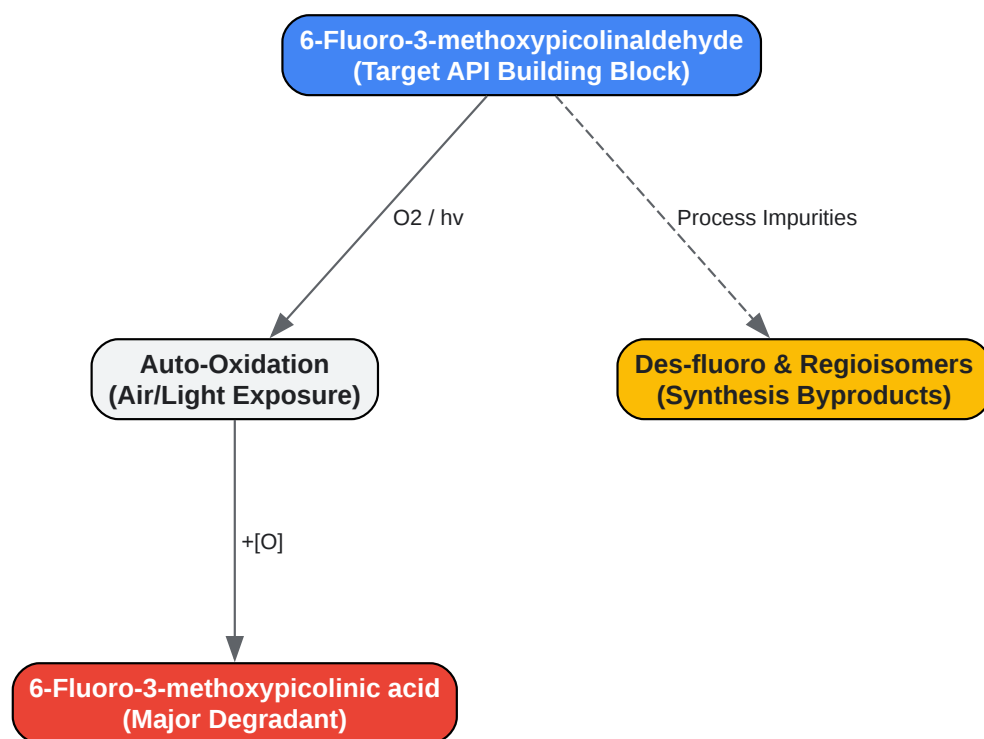 6-Fluoro-3-methoxypicolinaldehyde
(Target API Building Block)
O2 / hv
Process Impurities
Auto-Oxidation
(Air/Light Exposure)
Des-fluoro & Regioisomers
(Synthesis Byproducts)
+[O]
6-Fluoro-3-methoxypicolinic acid
(Major Degradant)